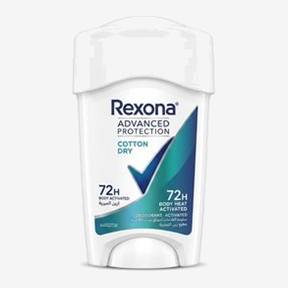 Rexona
ADVANCED
PROTECTION
COTTON
DRY
72H
BODY ACTIVATED
72H
BODY HEAT
ACTIVATED